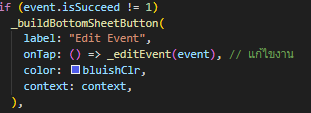 if (event.isSucceed != 1)
_buildBottomSheetButton(
label: "Edit Event",
onTap: () => _editEvent(event), // แก้ไขงาน
color: bluishClr,
context: context,
),